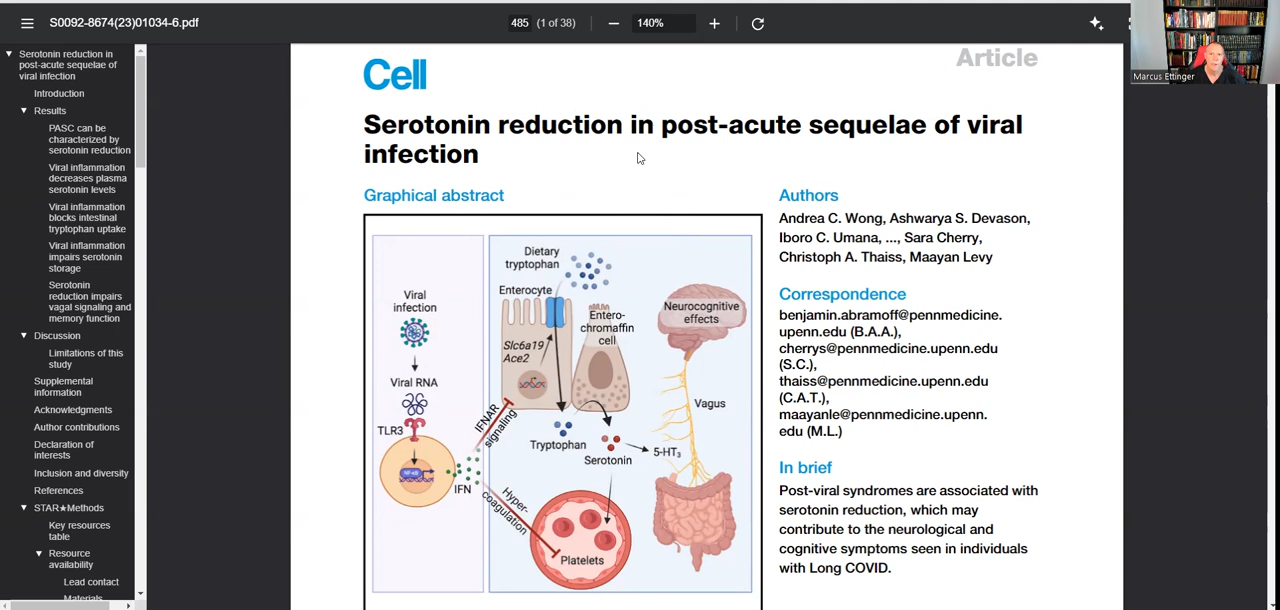 S0092-8674(23)01034-6.pdf
485 (1 of 38)
140%
Marcus Ettinger
Serotonin reduction in
post-acute sequelae of
viral infection
Introduction
Results
PASC can be
characterized by
serotonin reduction
Viral inflammation
decreases plasma
serotonin levels
Viral inflammation
blocks intestinal
tryptophan uptake
Viral inflammation
impairs serotonin
storage
Serotonin
reduction impairs
vagal signaling and
memory function
Discussion
Limitations of this
study
Supplemental
information
Acknowledgments
Author contributions
Declaration of
interests
Inclusion and diversity
References
STAR★Methods
Key resources
table
Resource
availability
Lead contact
Materials
Article
Cell
Serotonin reduction in post-acute sequelae of viral
infection
Graphical abstract
Viral
infection
Viral RNA
TLR3
NF-κB
IFN
IFNAR
signaling
Hyper-
coagulation
Dietary
tryptophan
Enterocyte
Entero-
chromaffin
cell
Slc6a19
Ace2
Tryptophan
Serotonin
5-HT₃
Platelets
Neurocognitive
effects
Vagus
Authors
Andrea C. Wong, Ashwarya S. Devason,
Iboro C. Umana, ..., Sara Cherry,
Christoph A. Thaiss, Maayan Levy
Correspondence
benjamin.abramoff@pennmedicine.
upenn.edu (B.A.A.),
cherrys@pennmedicine.upenn.edu
(S.C.),
thaiss@pennmedicine.upenn.edu
(C.A.T.),
maayanle@pennmedicine.upenn.
edu (M.L.)
In brief
Post-viral syndromes are associated with
serotonin reduction, which may
contribute to the neurological and
cognitive symptoms seen in individuals
with Long COVID.